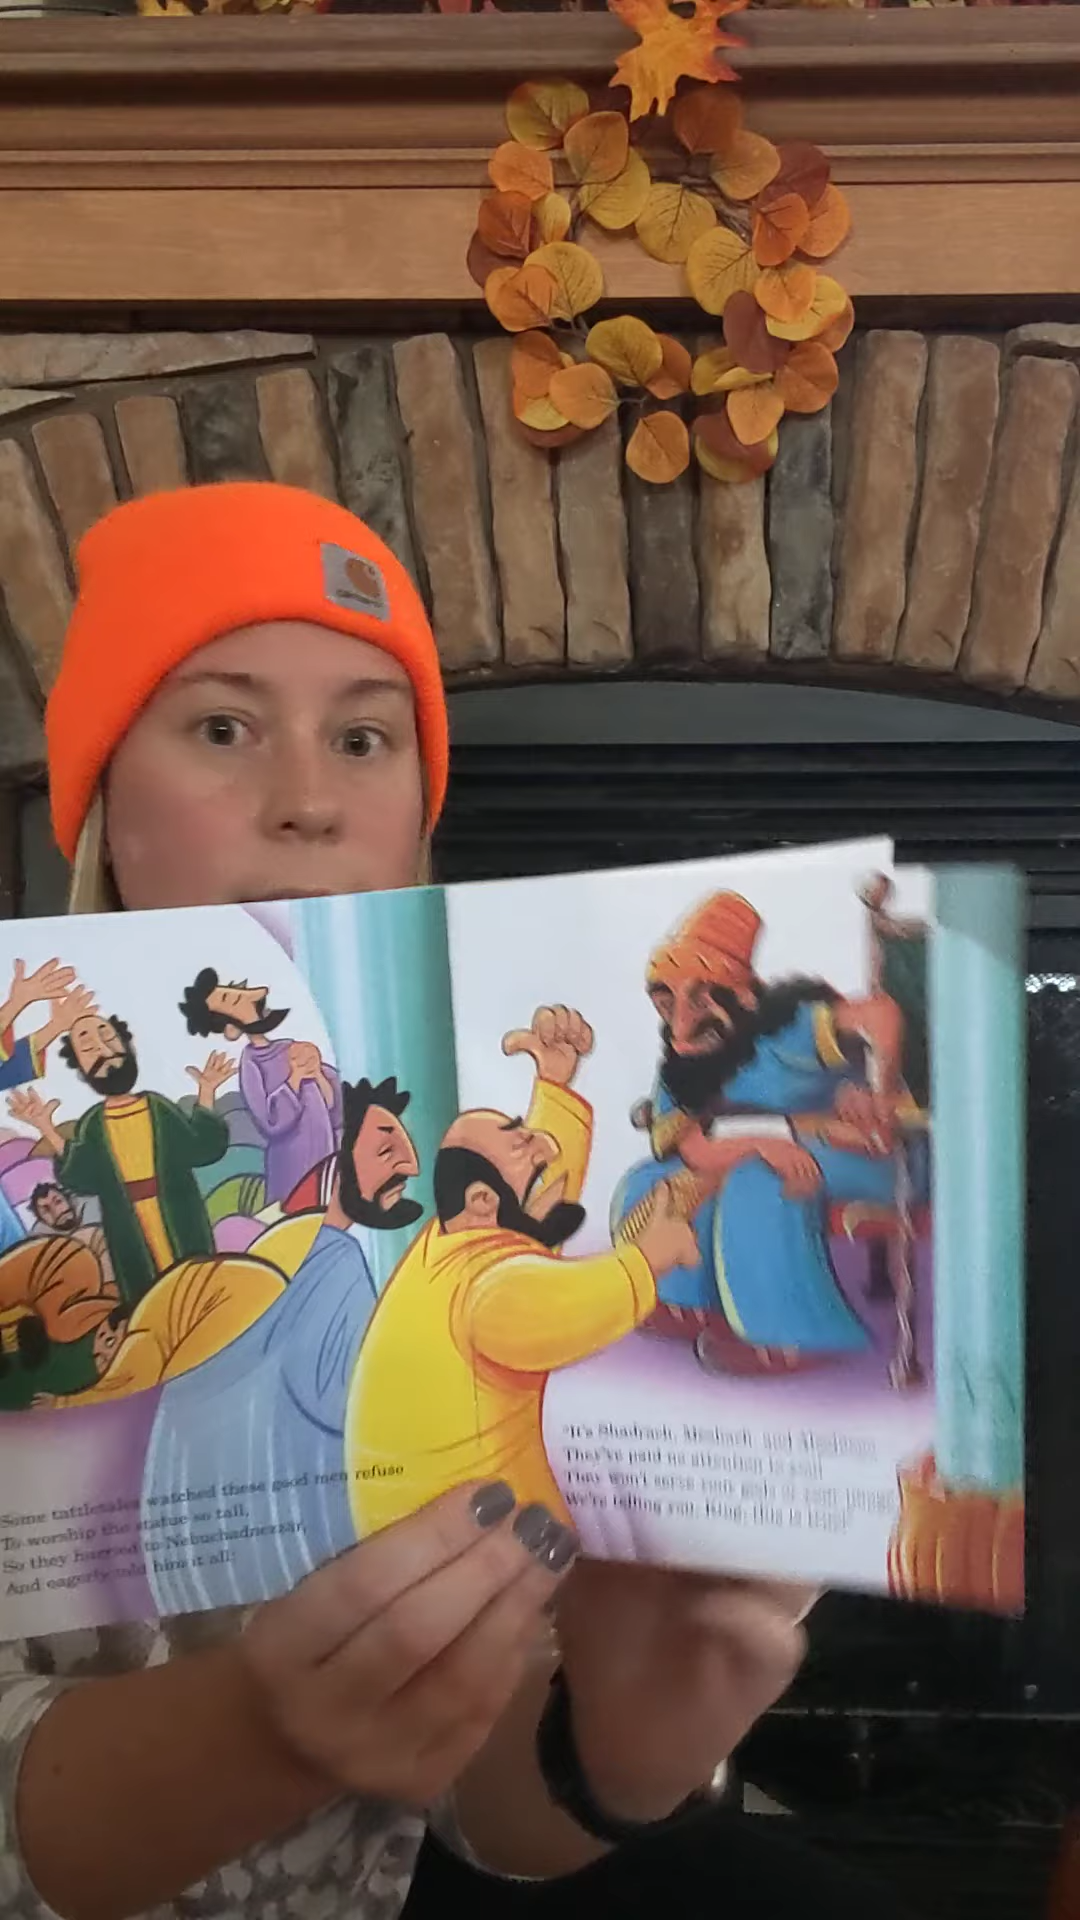 carhartt
Some tattletales watched these good men refuse
To worship the statue so tall,
So they hurried to Nebuchadnezzar,
And eagerly told him it all:
"It's Shadrach, Meshach, and Abednego.
They've paid no attention to you!
They won't serve your gods or your image
We're telling you, King, this is true!"